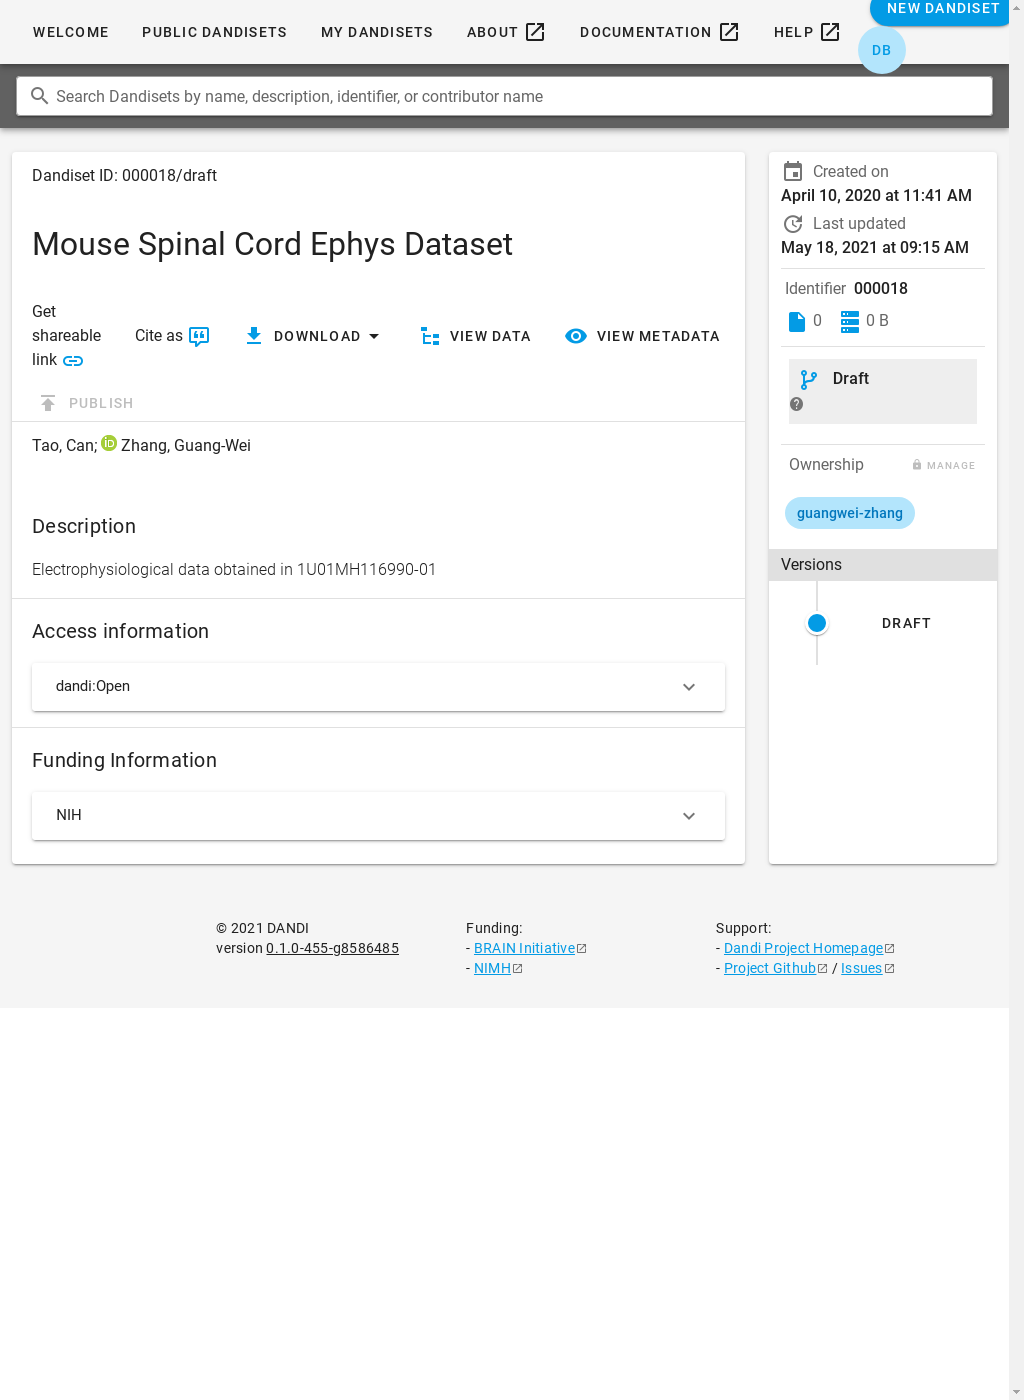 WELCOME
PUBLIC DANDISETS
MY DANDISETS
ABOUT
DOCUMENTATION
HELP
NEW DANDISET
DB
Search Dandisets by name, description, identifier, or contributor name
Dandiset ID: 000018/draft
Mouse Spinal Cord Ephys Dataset
Get
shareable
link
Cite as
DOWNLOAD
VIEW DATA
VIEW METADATA
PUBLISH
Tao, Can; iD Zhang, Guang-Wei
Description
Electrophysiological data obtained in 1U01MH116990-01
Access information
dandi:Open
Funding Information
NIH
Created on
April 10, 2020 at 11:41 AM
Last updated
May 18, 2021 at 09:15 AM
Identifier 000018
0 0 B
Draft
?
Ownership
MANAGE
guangwei-zhang
Versions
DRAFT
© 2021 DANDI
version 0.1.0-455-g8586485
Funding:
- BRAIN Initiative
- NIMH
Support:
- Dandi Project Homepage
- Project Github / Issues